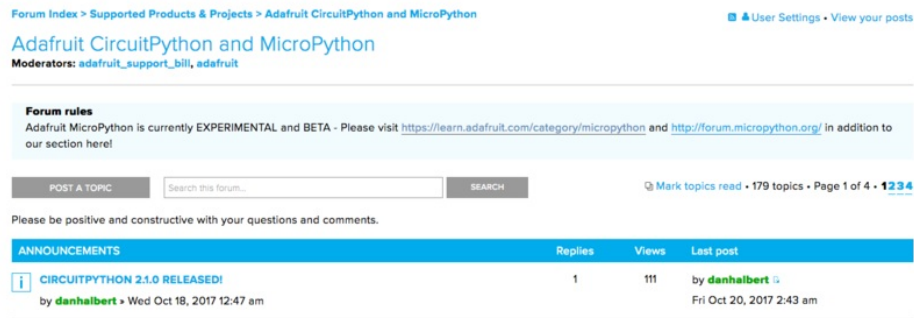 Forum Index > Supported Products & Projects > Adafruit CircuitPython and MicroPython
User Settings • View your posts
Adafruit CircuitPython and MicroPython
Moderators: adafruit_support_bill, adafruit
Forum rules
Adafruit MicroPython is currently EXPERIMENTAL and BETA - Please visit https://learn.adafruit.com/category/micropython and http://forum.micropython.org/ in addition to
our section here!
POST A TOPIC Search this forum... SEARCH Mark topics read • 179 topics • Page 1 of 4 • 1 2 3 4
Please be positive and constructive with your questions and comments.
ANNOUNCEMENTS Replies Views Last post
CIRCUITPYTHON 2.1.0 RELEASED! 1 111 by danhalbert
by danhalbert » Wed Oct 18, 2017 12:47 am Fri Oct 20, 2017 2:43 am